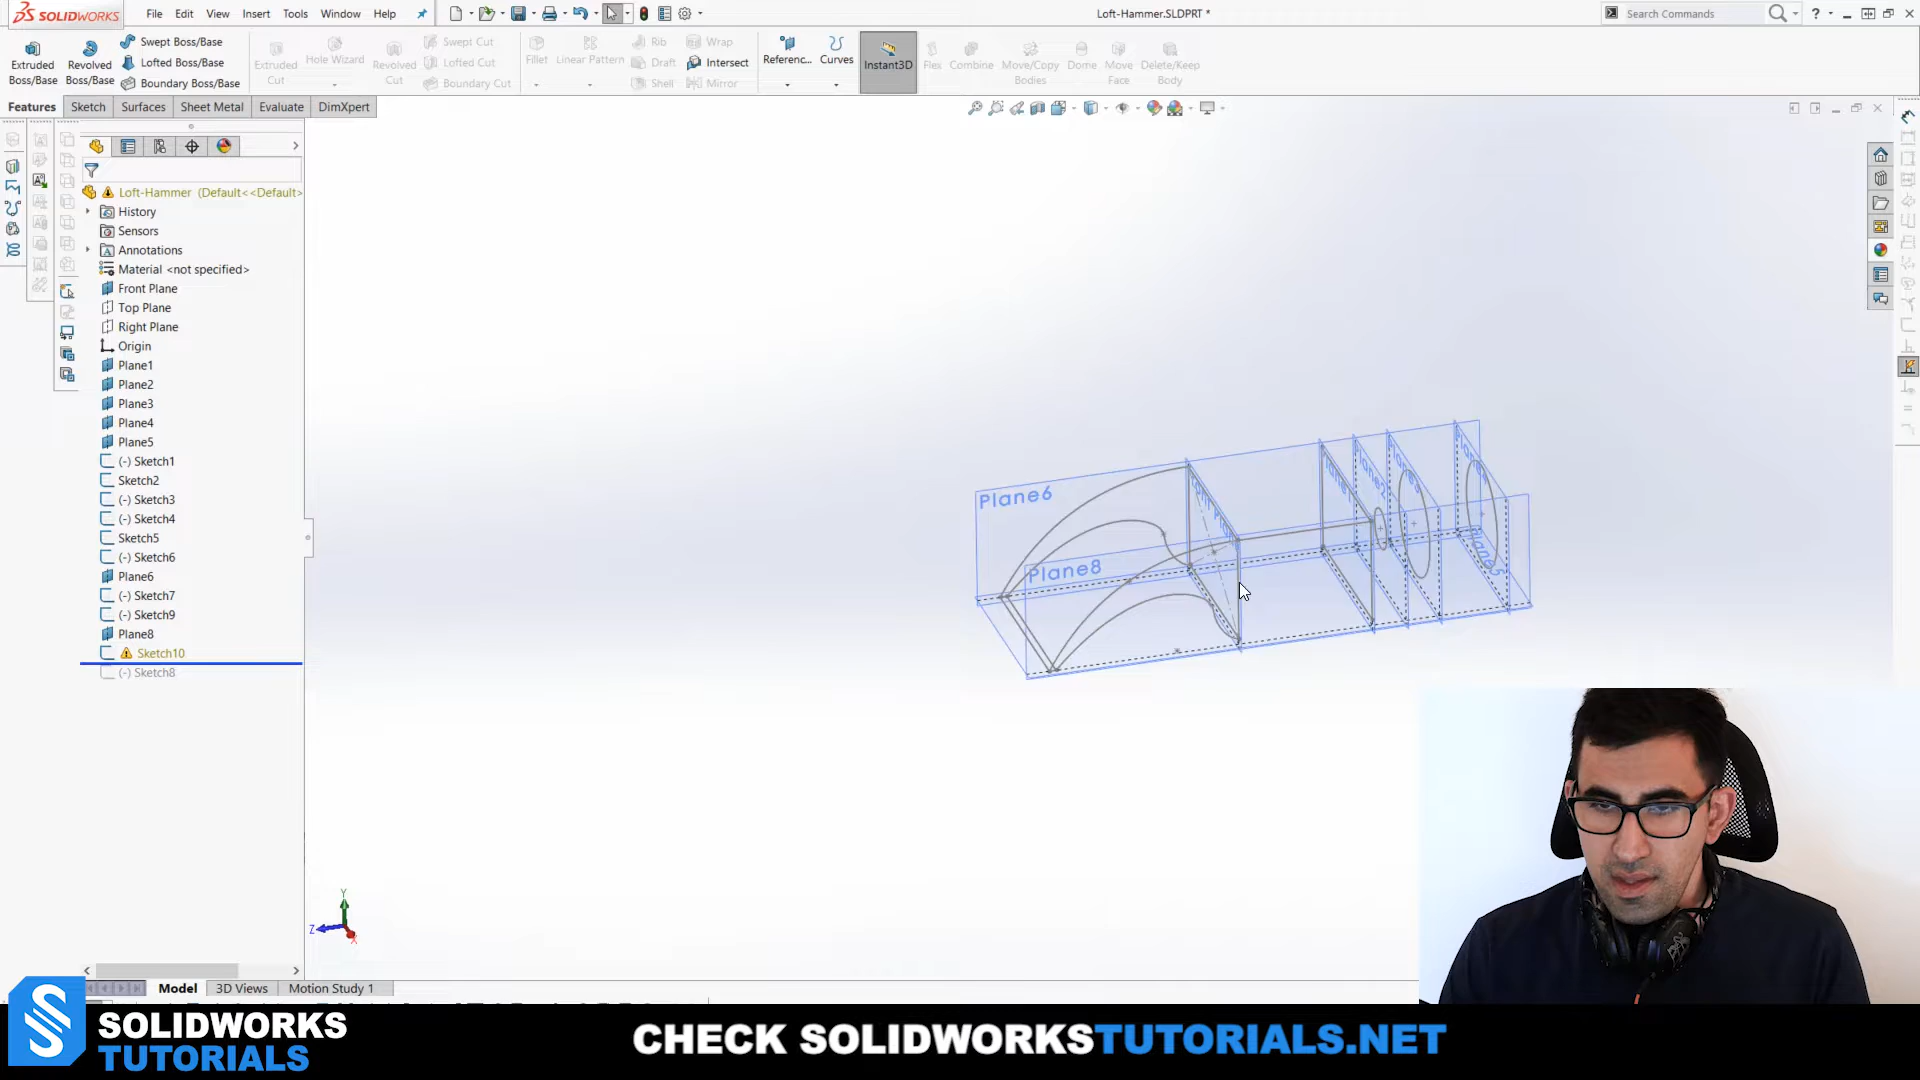 SOLIDWORKS
File Edit View Insert Tools Window Help
Loft-Hammer.SLDPRT *
Search Commands
Extruded Boss/Base
Revolved Boss/Base
Swept Boss/Base
Lofted Boss/Base
Boundary Boss/Base
Extruded Cut
Hole Wizard
Revolved Cut
Swept Cut
Lofted Cut
Boundary Cut
Fillet
Linear Pattern
Rib
Draft
Shell
Wrap
Intersect
Mirror
Referenc...
Curves
Instant3D
Flex
Combine
Move/Copy Bodies
Dome
Move Face
Delete/Keep Body
Features Sketch Surfaces Sheet Metal Evaluate DimXpert
Loft-Hammer (Default<<Default>
History
Sensors
Annotations
Material <not specified>
Front Plane
Top Plane
Right Plane
Origin
Plane1
Plane2
Plane3
Plane4
Plane5
(-) Sketch1
Sketch2
(-) Sketch3
(-) Sketch4
Sketch5
(-) Sketch6
Plane6
(-) Sketch7
(-) Sketch9
Plane8
Sketch10
(-) Sketch8
Plane6
Plane8
Plane2
Plane5
Y
Z
X
Model 3D Views Motion Study 1
SOLIDWORKS
TUTORIALS
CHECK SOLIDWORKSTUTORIALS.NET